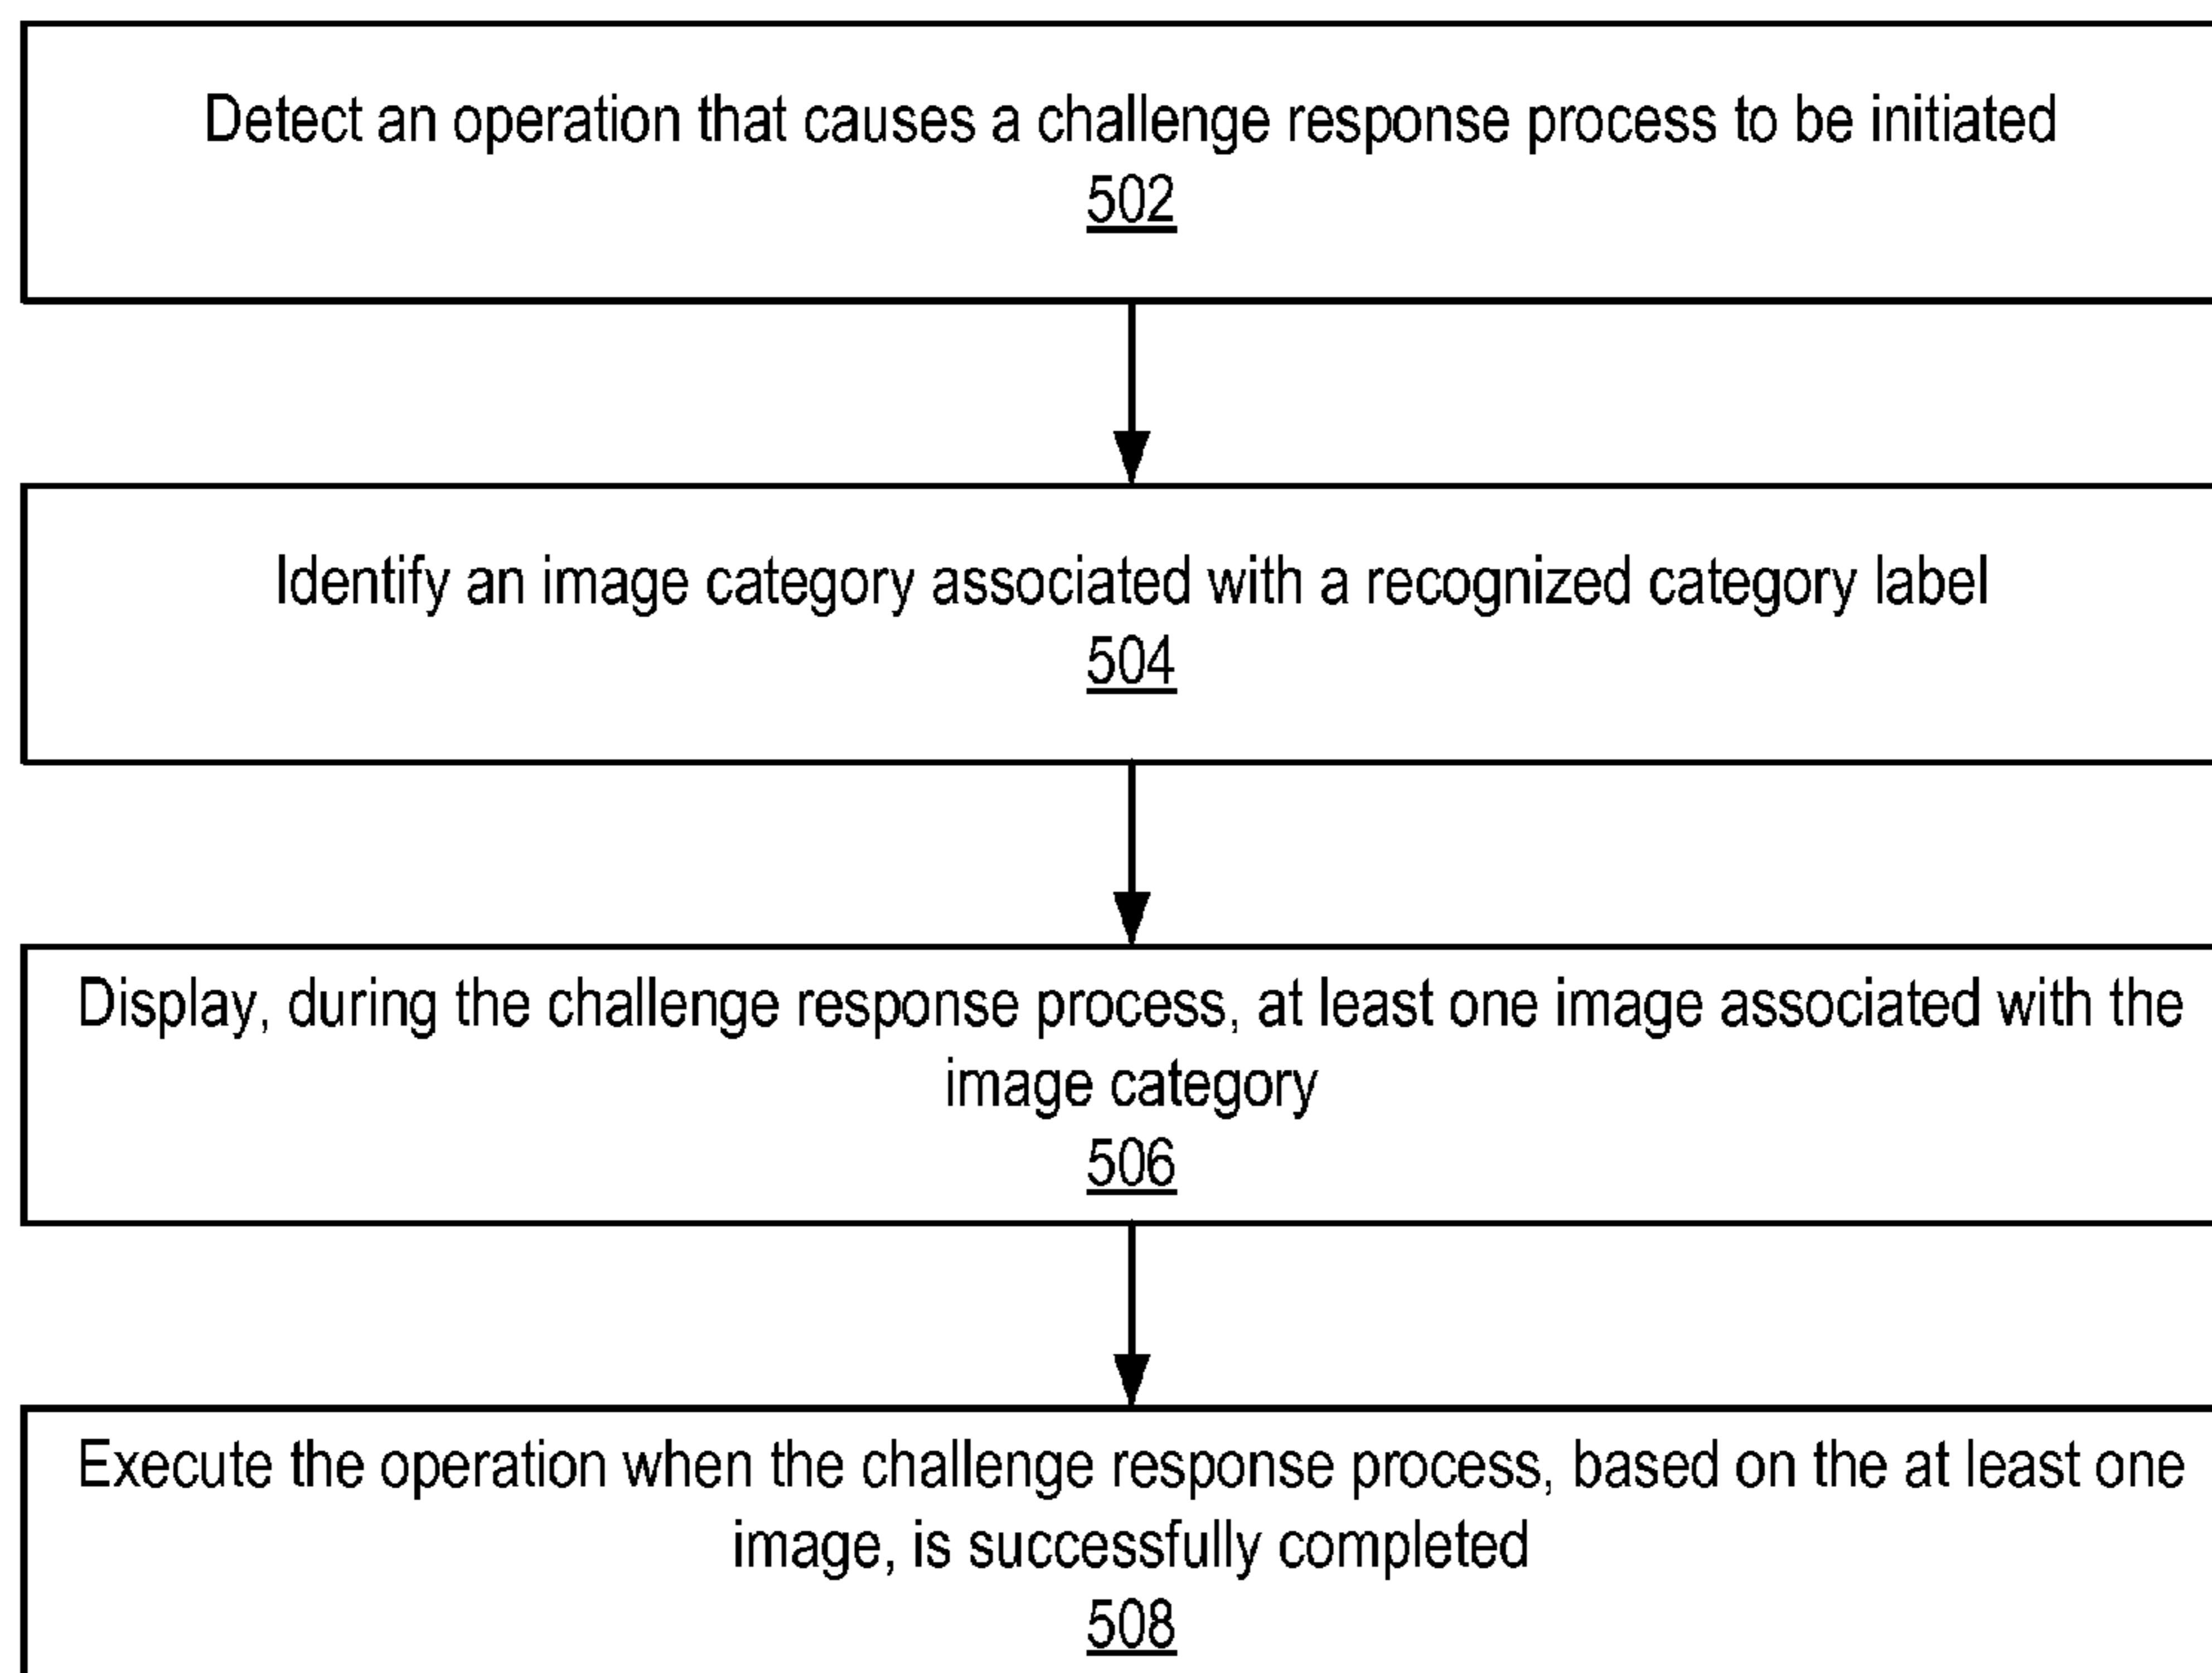 Detect an operation that causes a challenge response process to be initiated
502
Identify an image category associated with a recognized category label
504
Display, during the challenge response process, at least one image associated with the
image category
506
Execute the operation when the challenge response process, based on the at least one
image, is successfully completed
508